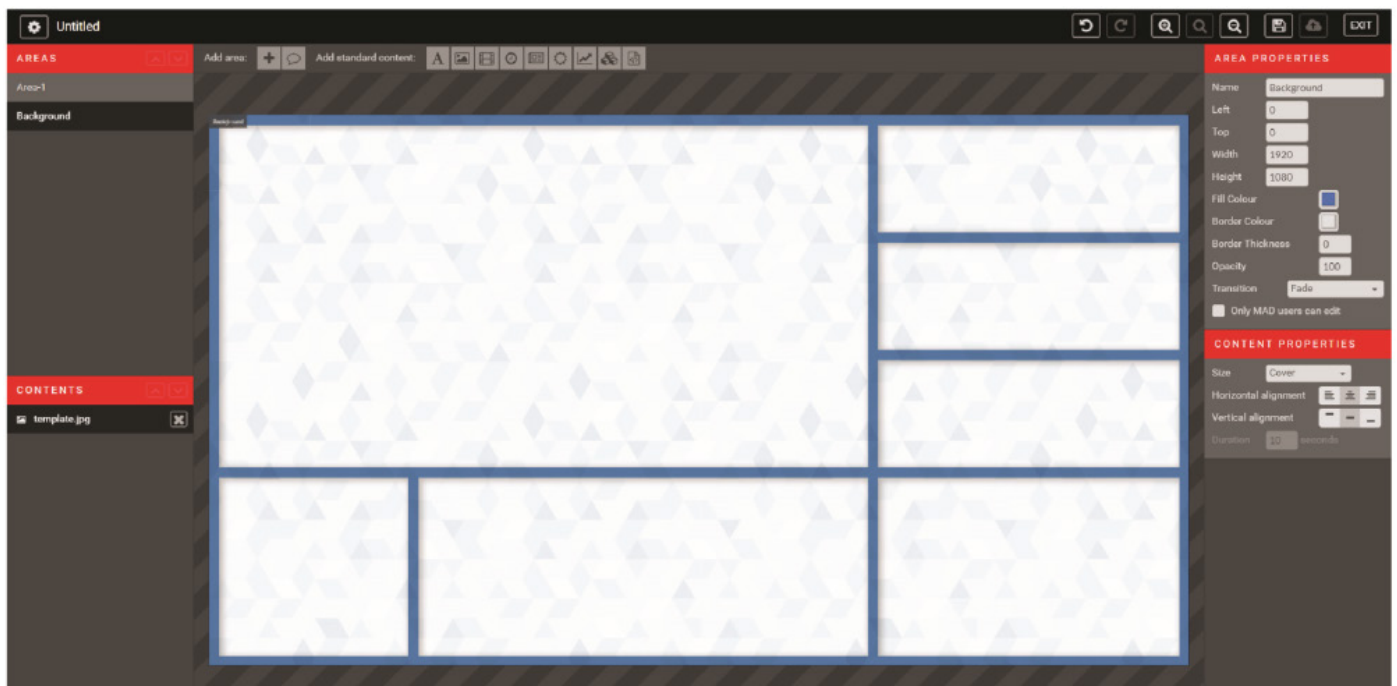 Untitled
EXIT
AREAS
Area-1
Background
Add area:
Add standard content:
A
Background
CONTENTS
template.jpg
AREA PROPERTIES
Name Background
Left 0
Top 0
Width 1920
Height 1080
Fill Colour
Border Colour
Border Thickness 0
Opacity 100
Transition Fade
Only MAD users can edit
CONTENT PROPERTIES
Size Cover
Horizontal alignment
Vertical alignment
Duration 10 seconds